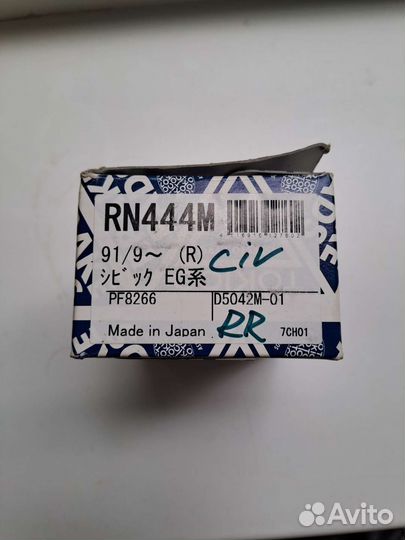 RN444M
91/9～ (R) Civ
シビック EG系
PF8266 D5042M-01
Made in Japan RR 7CH01
Avito